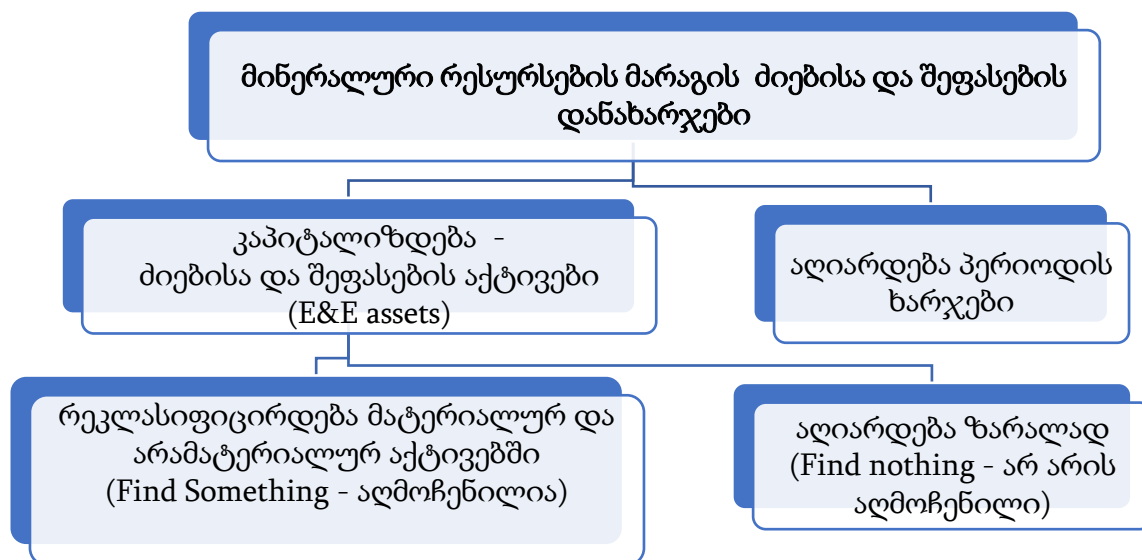 მინერალური რესურსების მარაგის ძიებისა და შეფასების
დანახარჯები
კაპიტალიზდება -
ძიებისა და შეფასების აქტივები
(E&E assets)
აღიარდება პერიოდის
ხარჯები
რეკლასიფიცირდება მატერიალურ და
არამატერიალურ აქტივებში
(Find Something - აღმოჩენილია)
აღიარდება ზარალად
(Find nothing - არ არის
აღმოჩენილი)